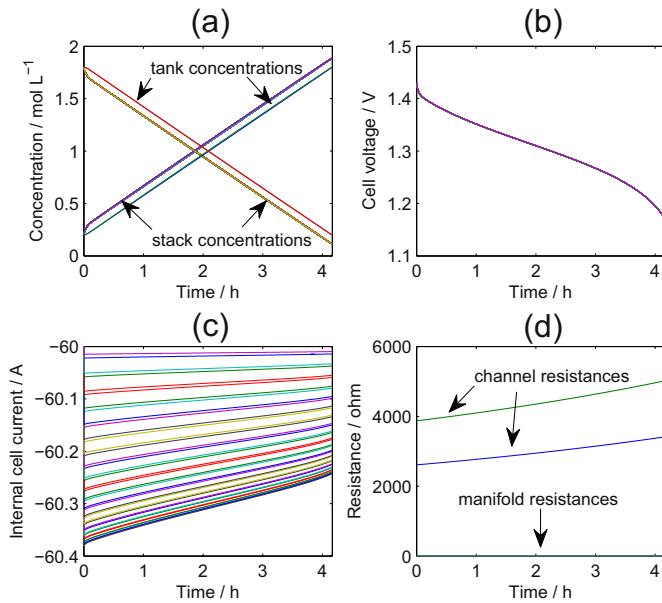 (a)
Concentration / mol L⁻¹
2
1.5
1
0.5
0
tank concentrations
stack concentrations
0 1 2 3 4
Time / h
(b)
Cell voltage / V
1.5
1.4
1.3
1.2
1.1
0 1 2 3 4
Time / h
(c)
Internal cell current / A
−60
−60.1
−60.2
−60.3
−60.4
0 1 2 3 4
Time / h
(d)
Resistance / ohm
6000
4000
2000
0
channel resistances
manifold resistances
0 1 2 3 4
Time / h